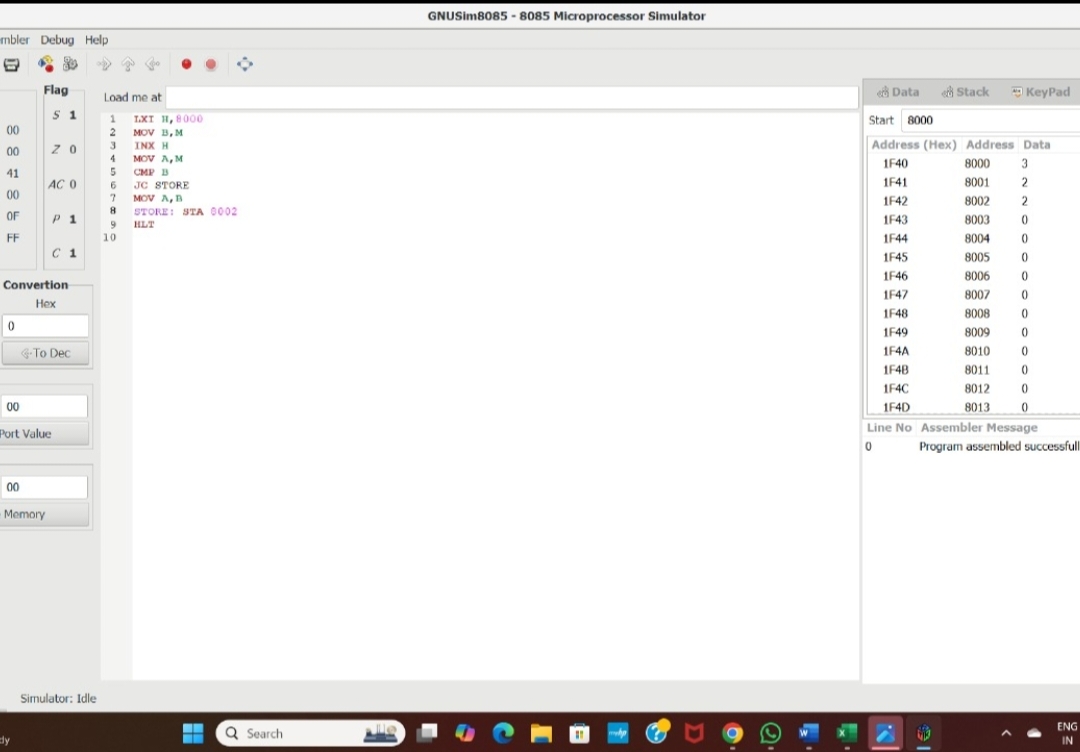 GNUSim8085 - 8085 Microprocessor Simulator
mbler Debug Help
Flag
S 1
Z 0
AC 0
P 1
C 1
00
00
41
00
0F
FF
Convertion
Hex
0
To Dec
00
Port Value
00
Memory
Load me at
1 LXI H,8000
2 MOV B,M
3 INX H
4 MOV A,M
5 CMP B
6 JC STORE
7 MOV A,B
8 STORE: STA 8002
9 HLT
10
Data Stack KeyPad
Start 8000
Address (Hex) Address Data
1F40 8000 3
1F41 8001 2
1F42 8002 2
1F43 8003 0
1F44 8004 0
1F45 8005 0
1F46 8006 0
1F47 8007 0
1F48 8008 0
1F49 8009 0
1F4A 8010 0
1F4B 8011 0
1F4C 8012 0
1F4D 8013 0
Line No Assembler Message
0 Program assembled successfull
Simulator: Idle
dy
Search
ENG
IN